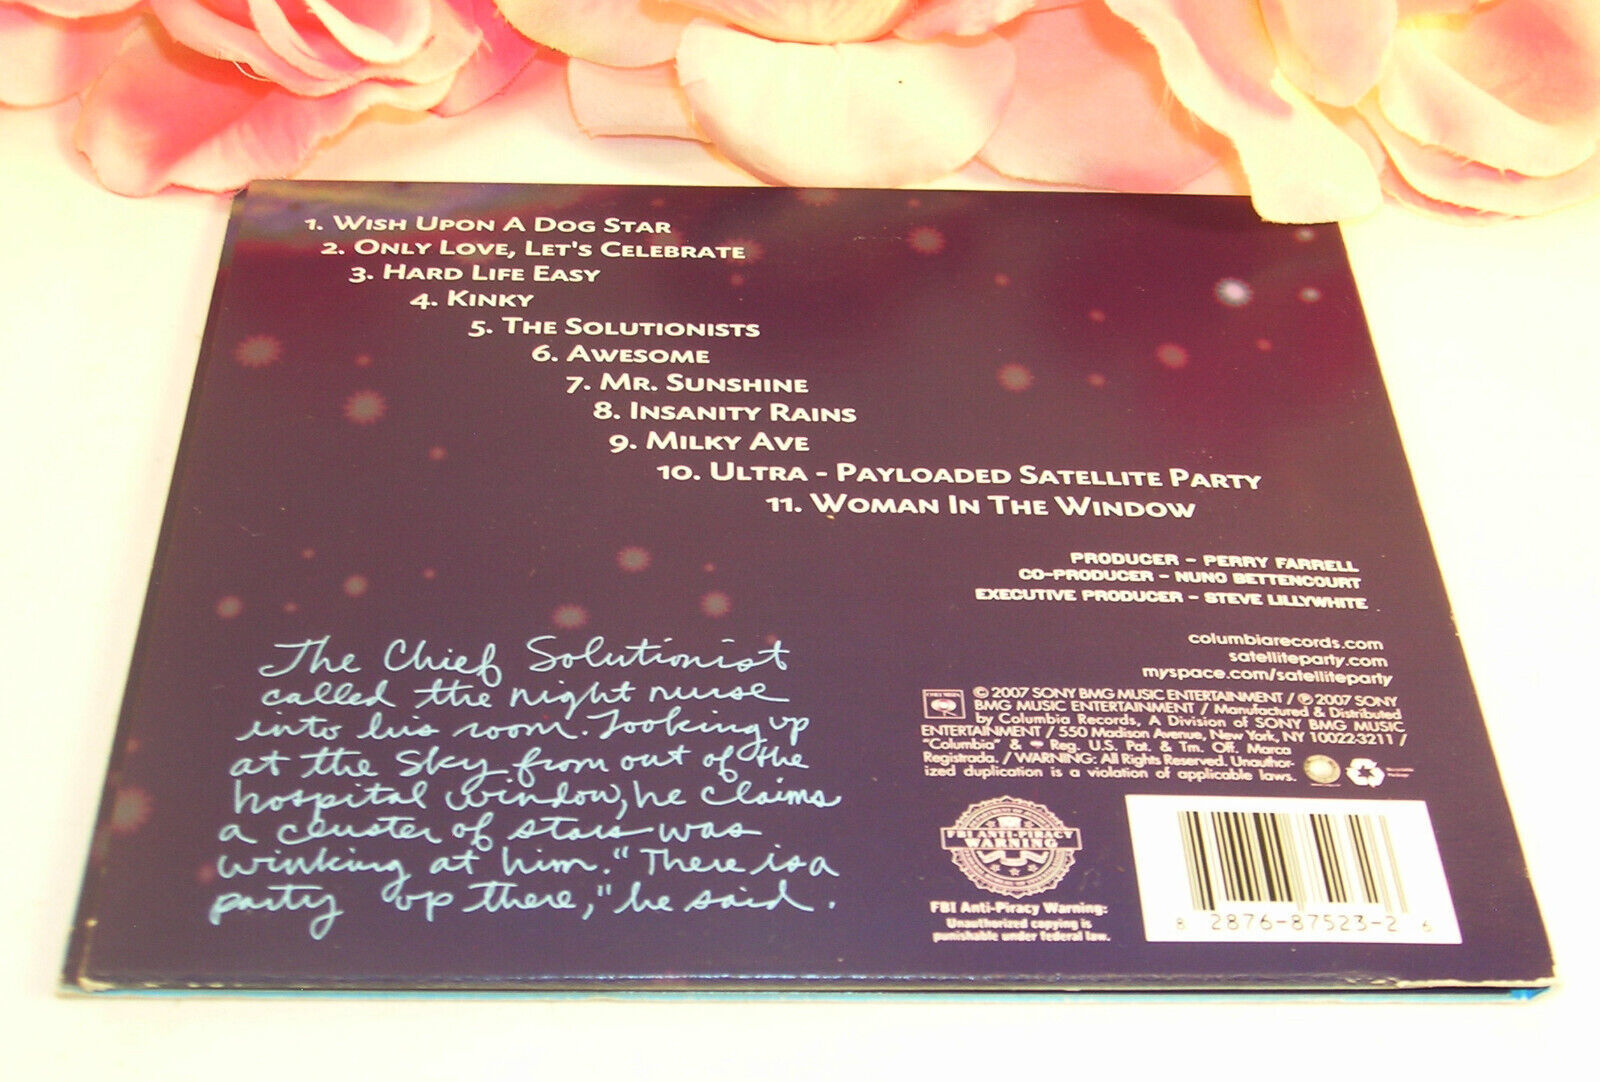 1. WISH UPON A DOG STAR
2. ONLY LOVE, LET'S CELEBRATE
3. HARD LIFE EASY
4. KINKY
5. THE SOLUTIONISTS
6. AWESOME
7. MR. SUNSHINE
8. INSANITY RAINS
9. MILKY AVE
10. ULTRA - PAYLOADED SATELLITE PARTY
11. WOMAN IN THE WINDOW
PRODUCER - PERRY FARRELL
CO-PRODUCER - NUNO BETTENCOURT
EXECUTIVE PRODUCER - STEVE LILLYWHITE
The Chief Solutionist
called the night nurse
into his room. Looking up
at the sky from out of the
hospital window, he claims
a cluster of stars was
winking at him. "There is a
party up there," he said.
columbiarecords.com
satelliteparty.com
myspace.com/satelliteparty
© 2007 SONY BMG MUSIC ENTERTAINMENT / ℗ 2007 SONY
BMG MUSIC ENTERTAINMENT / Manufactured & Distributed
by Columbia Records, A Division of SONY BMG MUSIC
ENTERTAINMENT / 550 Madison Avenue, New York, NY 10022-3211 /
"Columbia" & Reg. U.S. Pat. & Tm. Off. Marca
Registrada. / WARNING: All Rights Reserved. Unauthor-
ized duplication is a violation of applicable laws.
FBI ANTI-PIRACY
WARNING
FBI Anti-Piracy Warning:
Unauthorized copying is
punishable under federal law.
8 28768-7523-2 6